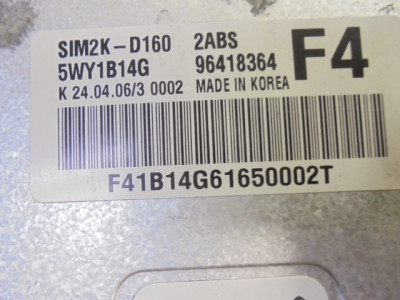 SIM2K-D160 2ABS F4
5WY1B14G 96418364
K 24.04.06/3 0002 MADE IN KOREA
F41B14G61650002T